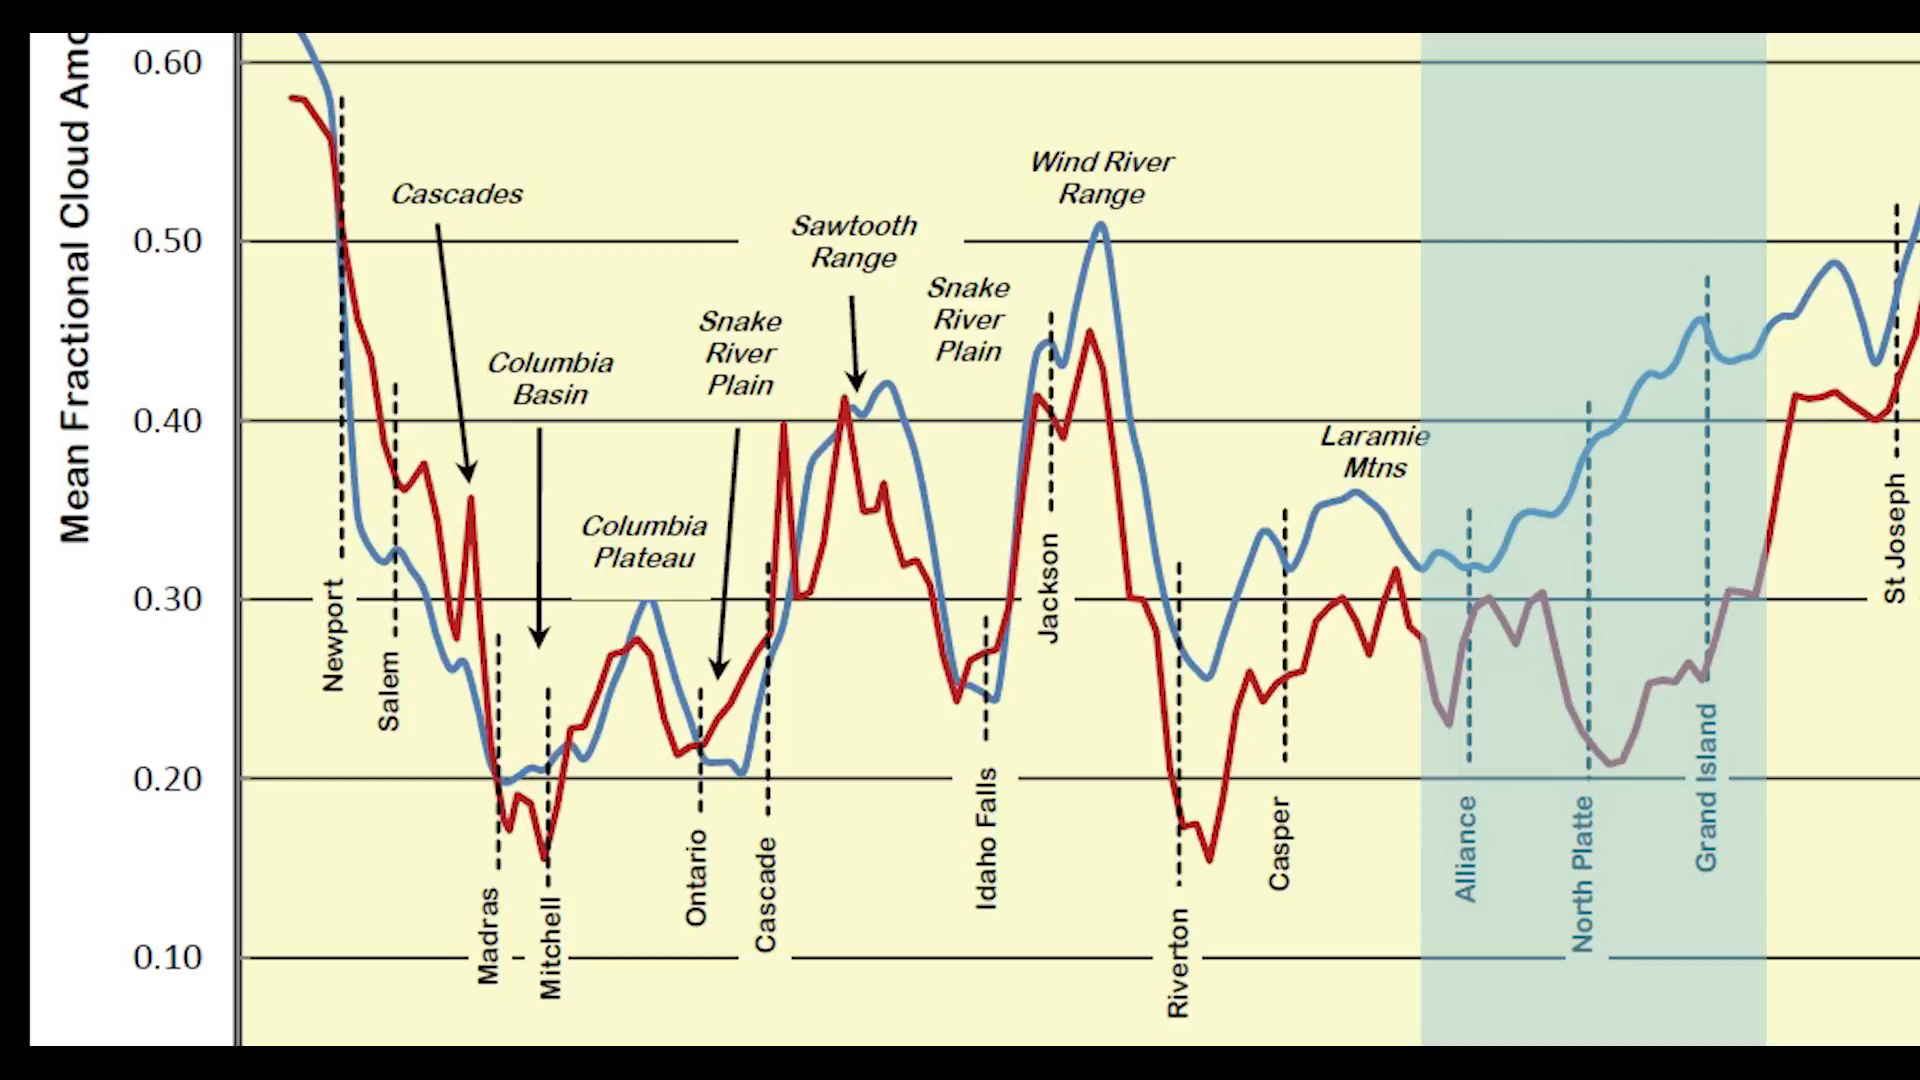 Mean Fractional Cloud Amo
0.60
0.50
0.40
0.30
0.20
0.10
Cascades
Columbia
Basin
Columbia
Plateau
Snake
River
Plain
Sawtooth
Range
Snake
River
Plain
Wind River
Range
Laramie
Mtns
Newport
Salem
Madras
Mitchell
Ontario
Cascade
Idaho Falls
Jackson
Riverton
Casper
Alliance
North Platte
Grand Island
St Joseph